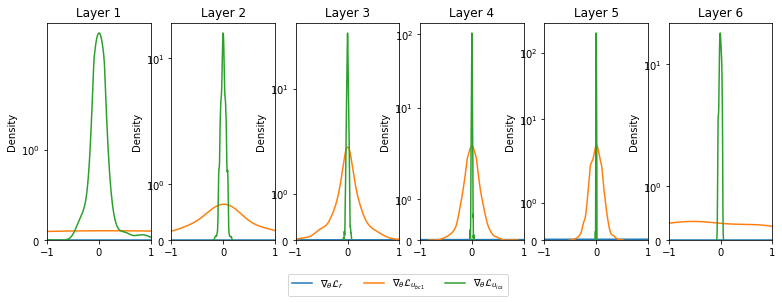 Layer 1 Layer 2 Layer 3 Layer 4 Layer 5 Layer 6
Density Density Density Density Density Density
10⁰ 0
10¹ 10⁰ 0
10¹ 10⁰ 0
10² 10¹ 10⁰ 0
10² 10¹ 10⁰ 0
10¹ 10⁰ 0
−1 0 1 −1 0 1 −1 0 1 −1 0 1 −1 0 1 −1 0 1
∇θℒr ∇θℒu_bc1 ∇θℒu_ics